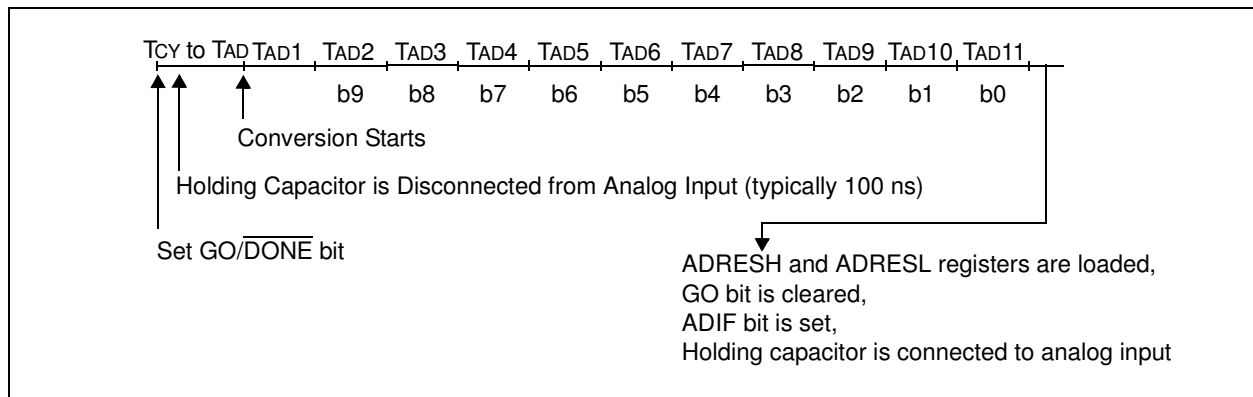 TCY to TAD TAD1 TAD2 TAD3 TAD4 TAD5 TAD6 TAD7 TAD8 TAD9 TAD10 TAD11
b9 b8 b7 b6 b5 b4 b3 b2 b1 b0
Conversion Starts
Holding Capacitor is Disconnected from Analog Input (typically 100 ns)
Set GO/DONE bit
ADRESH and ADRESL registers are loaded,
GO bit is cleared,
ADIF bit is set,
Holding capacitor is connected to analog input